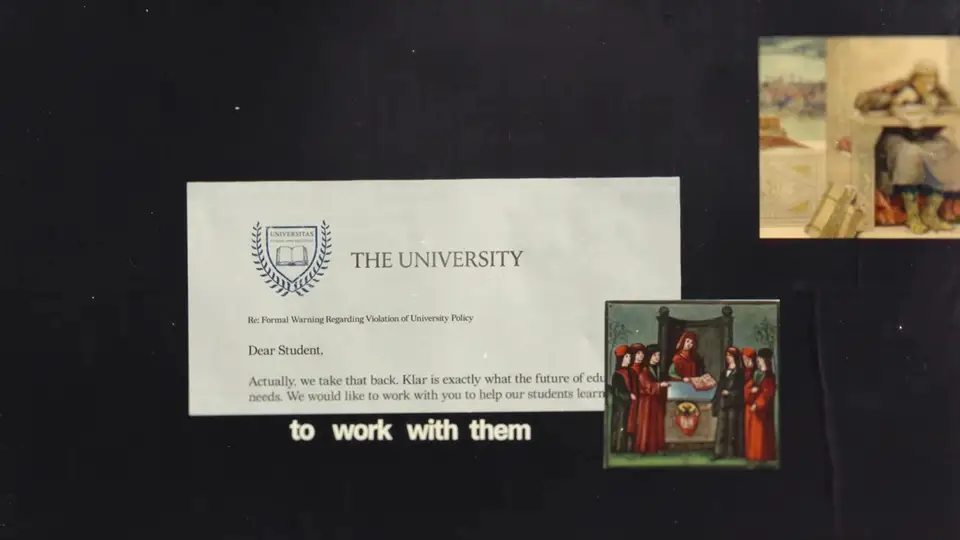 UNIVERSITAS
THE UNIVERSITY
Re: Formal Warning Regarding Violation of University Policy
Dear Student,
Actually, we take that back. Klar is exactly what the future of edu
needs. We would like to work with you to help our students learn
to work with them